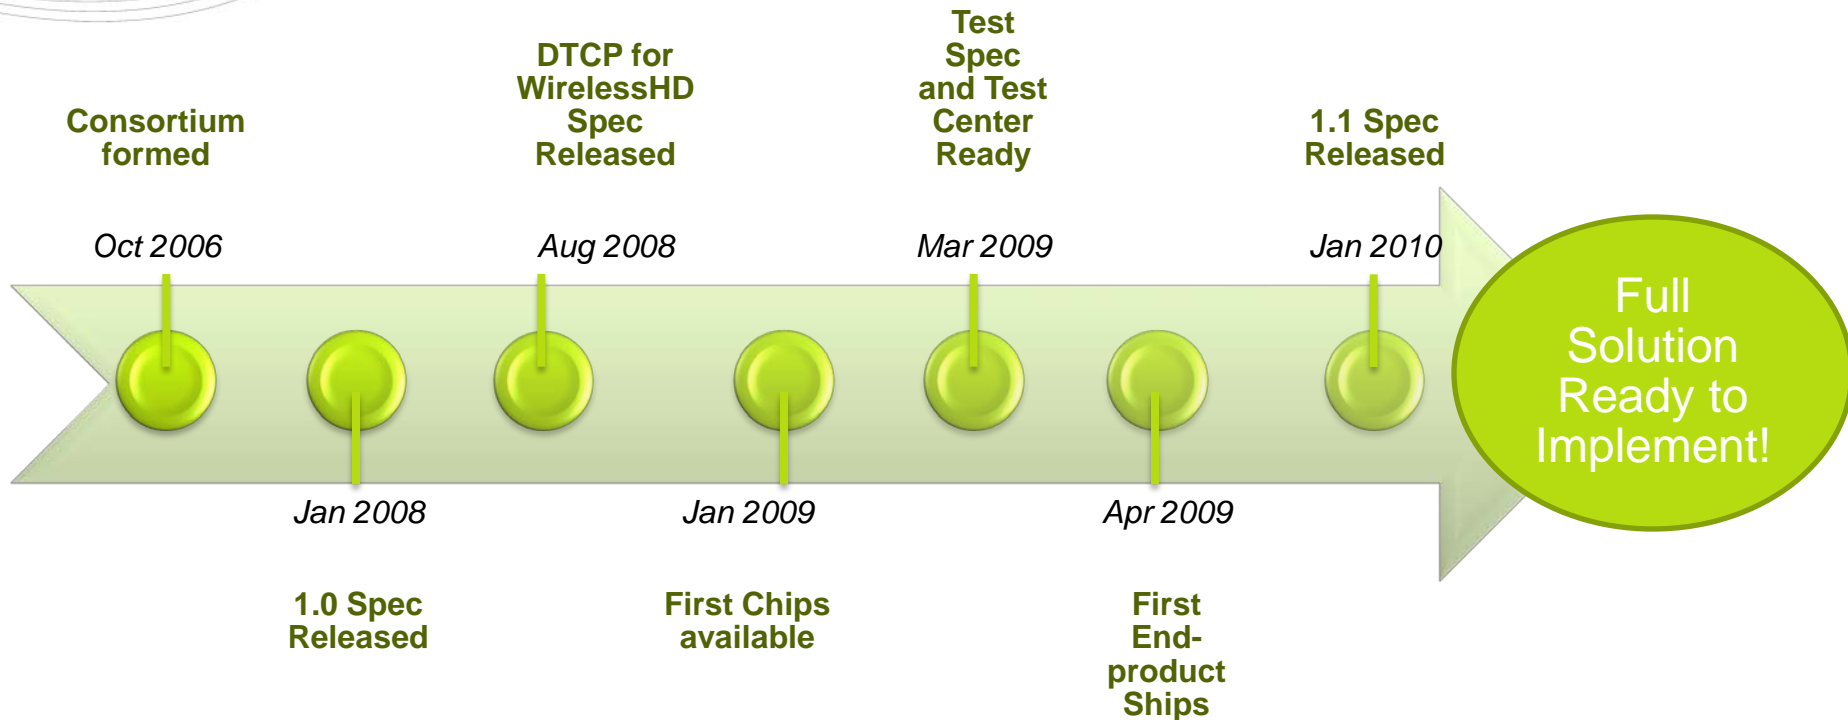 Consortium
formed
Oct 2006
Jan 2008
1.0 Spec
Released
DTCP for
WirelessHD
Spec
Released
Aug 2008
Jan 2009
First Chips
available
Test
Spec
and Test
Center
Ready
Mar 2009
Apr 2009
First
End-
product
Ships
1.1 Spec
Released
Jan 2010
Full
Solution
Ready to
Implement!